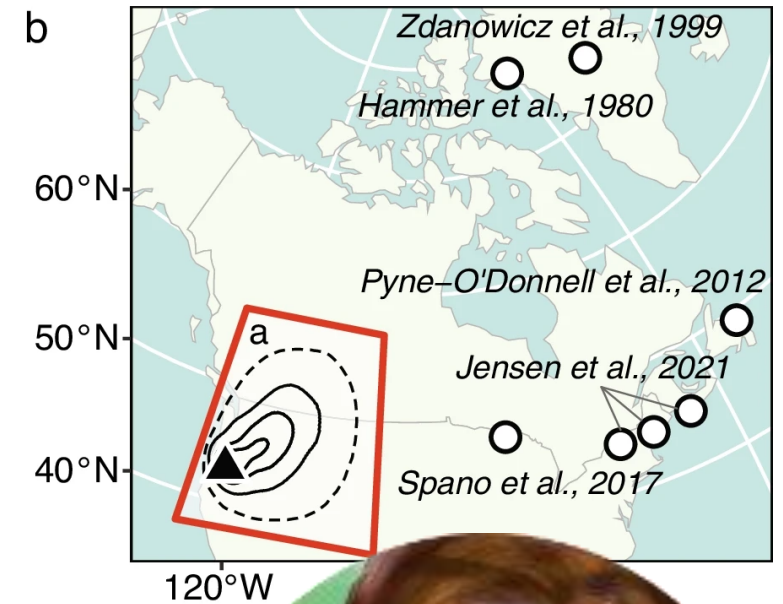 b
Zdanowicz et al., 1999
Hammer et al., 1980
60°N
Pyne–O'Donnell et al., 2012
50°N
a
Jensen et al., 2021
40°N
Spano et al., 2017
120°W